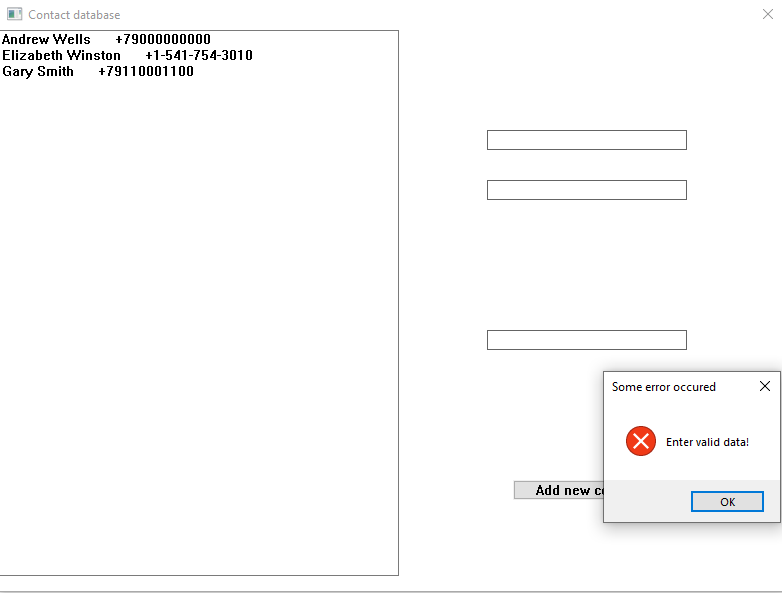 Contact database
Andrew Wells +79000000000
Elizabeth Winston +1-541-754-3010
Gary Smith +79110001100
Some error occured
Enter valid data!
Add new c
OK